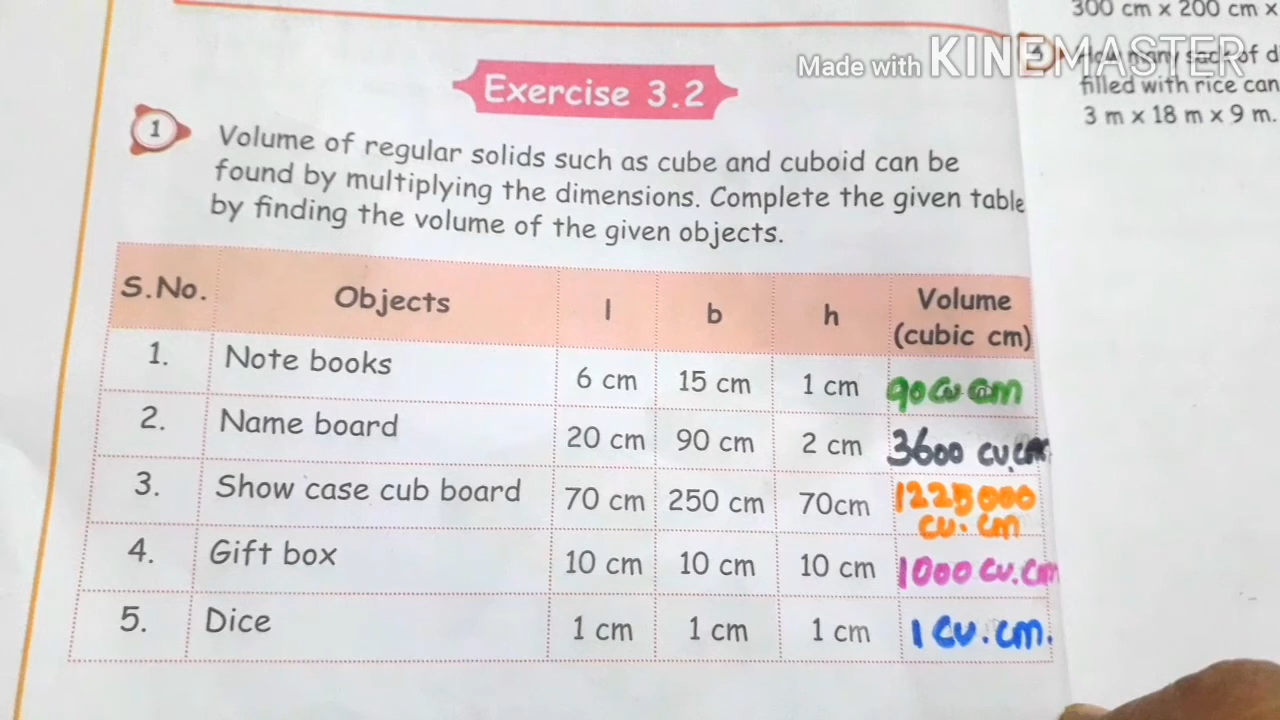 300 cm x 200 cm x
Made with KINEMASTER
of d
filled with rice can
3 m x 18 m x 9 m.
Exercise 3.2
1 Volume of regular solids such as cube and cuboid can be
found by multiplying the dimensions. Complete the given table
by finding the volume of the given objects.
S.No. Objects l b h Volume (cubic cm)
1. Note books 6 cm 15 cm 1 cm 90 cu cm
2. Name board 20 cm 90 cm 2 cm 3600 cu.cm
3. Show case cub board 70 cm 250 cm 70cm 1225000 cu. cm
4. Gift box 10 cm 10 cm 10 cm 1000 cu.cm
5. Dice 1 cm 1 cm 1 cm 1 cu.cm.